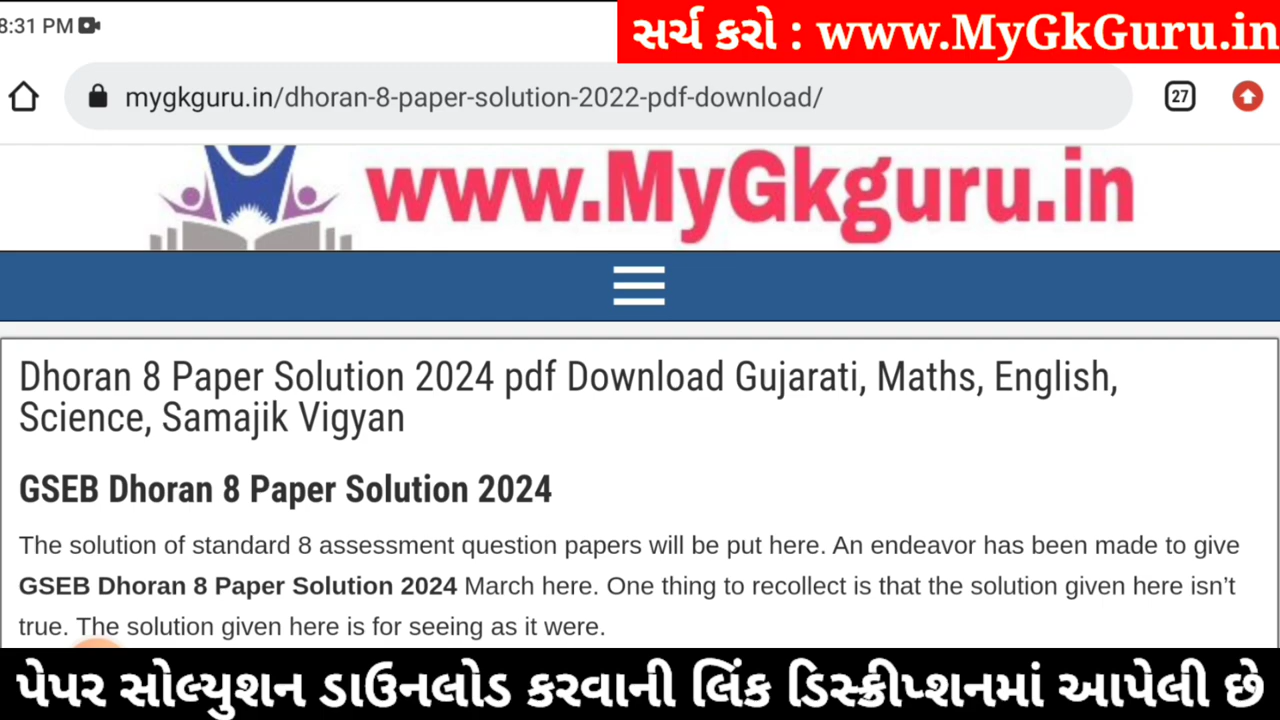 8:31 PM
સર્ચ કરો : www.MyGkGuru.in
mygkguru.in/dhoran-8-paper-solution-2022-pdf-download/
27
www.MyGkguru.in
Dhoran 8 Paper Solution 2024 pdf Download Gujarati, Maths, English,
Science, Samajik Vigyan
GSEB Dhoran 8 Paper Solution 2024
The solution of standard 8 assessment question papers will be put here. An endeavor has been made to give
GSEB Dhoran 8 Paper Solution 2024 March here. One thing to recollect is that the solution given here isn’t
true. The solution given here is for seeing as it were.
પેપર સોલ્યુશન ડાઉનલોડ કરવાની લિંક ડિસ્ક્રીપ્શનમાં આપેલી છે